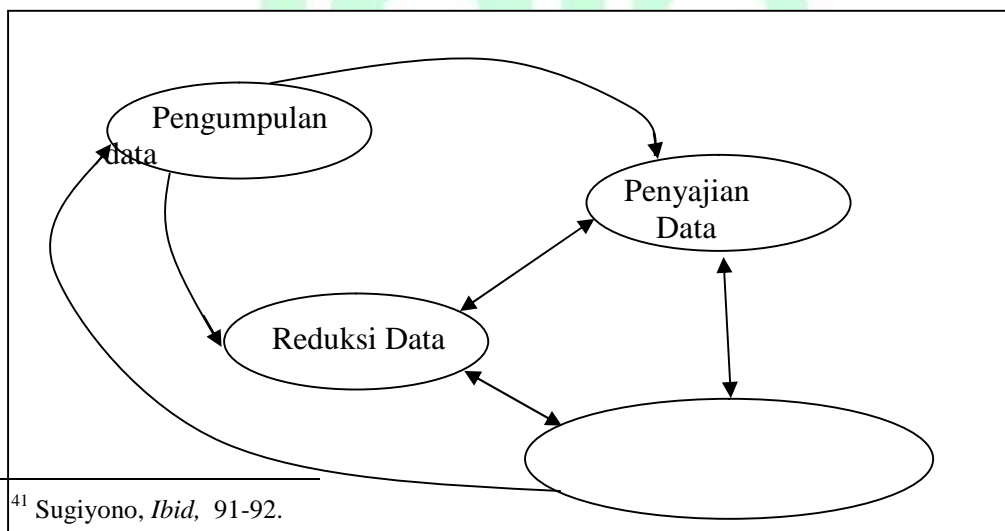 Pengumpulan
data
Penyajian
Data
Reduksi Data
41 Sugiyono, Ibid, 91-92.